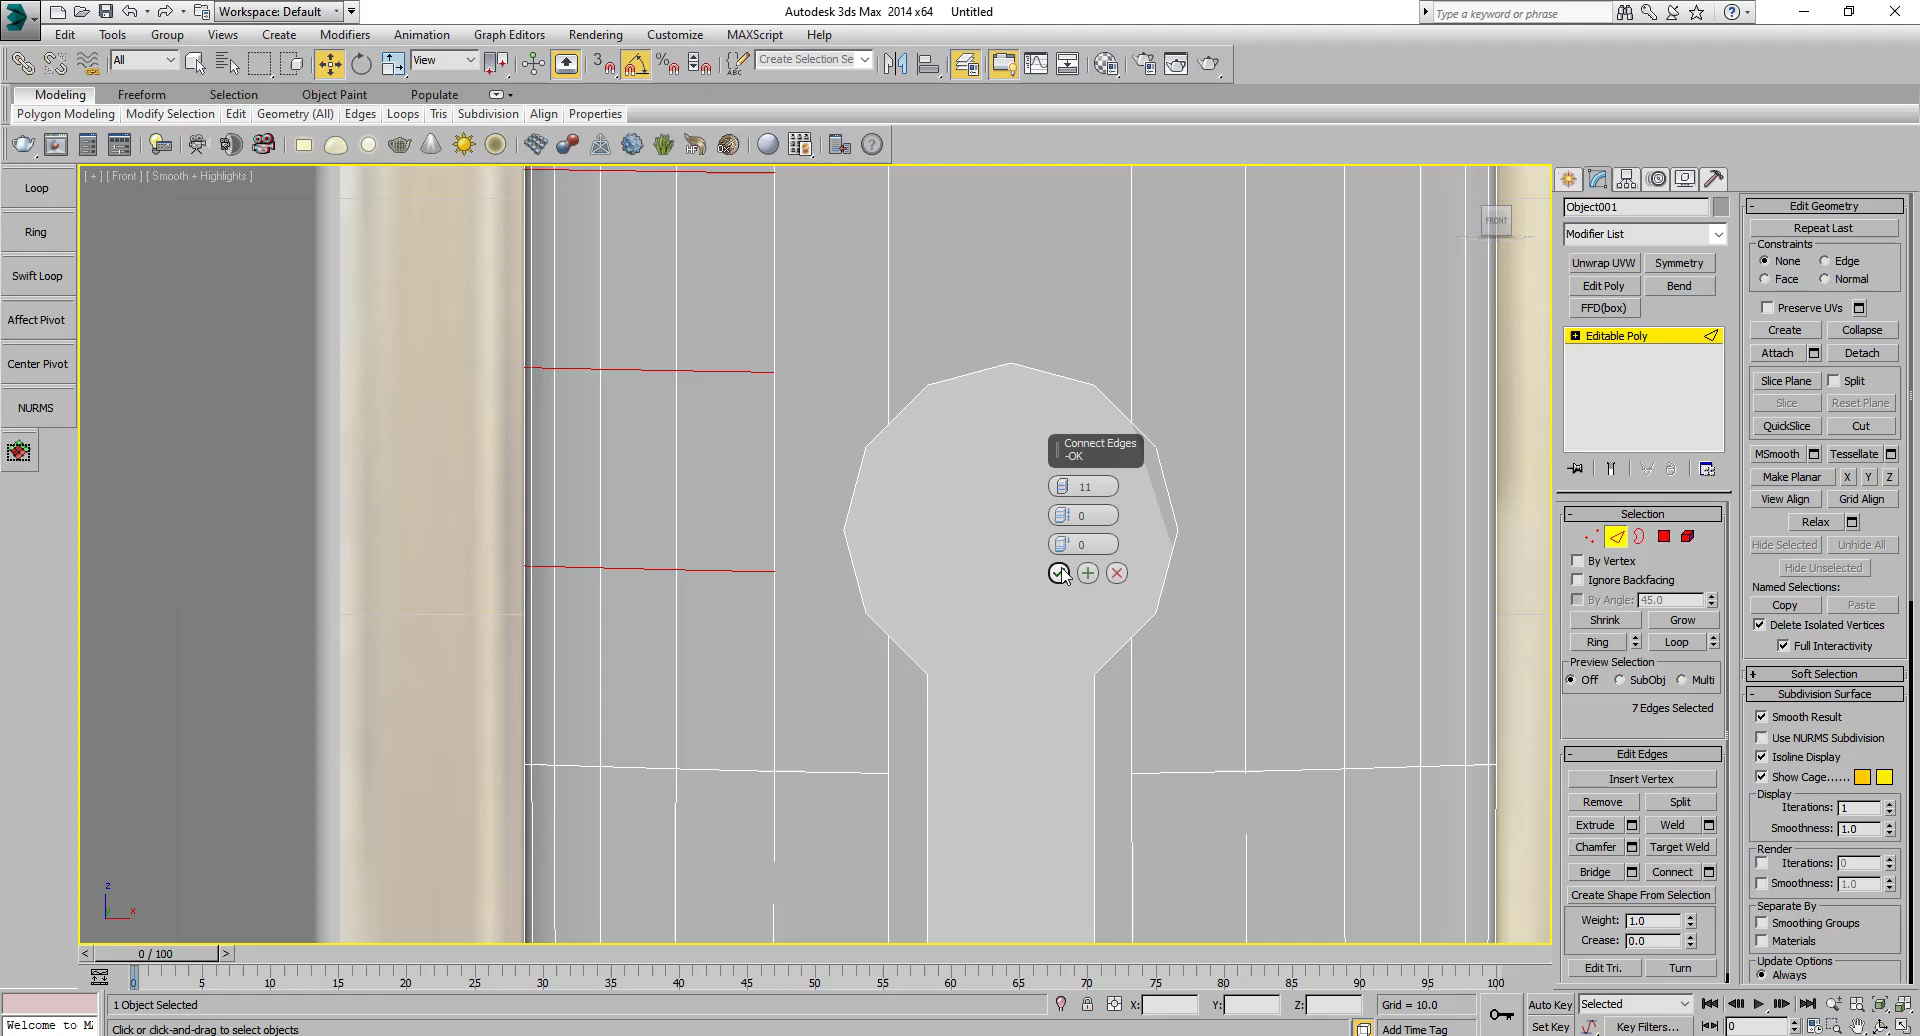 Workspace: Default
Autodesk 3ds Max  2014 x64    Untitled
Type a keyword or phrase
Edit Tools Group Views Create Modifiers Animation Graph Editors Rendering Customize MAXScript Help
All
View
3
ABC
Create Selection Se
Modeling Freeform Selection Object Paint Populate
Polygon Modeling Modify Selection Edit Geometry (All) Edges Loops Tris Subdivision Align Properties
HF
[ + ] [ Front ] [ Smooth + Highlights ]
Loop
Ring
Swift Loop
Affect Pivot
Center Pivot
NURMS
FRONT
Connect Edges
-OK
11
0
0
z
x
Object001
Modifier List
Unwrap UVW Symmetry
Edit Poly Bend
FFD(box)
Editable Poly
Selection
By Vertex
Ignore Backfacing
By Angle: 45.0
Shrink Grow
Ring Loop
Preview Selection
Off SubObj Multi
7 Edges Selected
Edit Edges
Insert Vertex
Remove Split
Extrude Weld
Chamfer Target Weld
Bridge Connect
Create Shape From Selection
Weight: 1.0
Crease: 0.0
Edit Tri. Turn
Edit Geometry
Repeat Last
Constraints
None Edge
Face Normal
Preserve UVs
Create Collapse
Attach Detach
Slice Plane Split
Slice Reset Plane
QuickSlice Cut
MSmooth Tessellate
Make Planar X Y Z
View Align Grid Align
Relax
Hide Selected Unhide All
Hide Unselected
Named Selections:
Copy Paste
Delete Isolated Vertices
Full Interactivity
Soft Selection
Subdivision Surface
Smooth Result
Use NURMS Subdivision
Isoline Display
Show Cage......
Display
Iterations: 1
Smoothness: 1.0
Render
Iterations: 0
Smoothness: 1.0
Separate By
Smoothing Groups
Materials
Update Options
Always
< 0 / 100 >
0 5 10 15 20 25 30 35 40 45 50 55 60 65 70 75 80 85 90 95 100
1 Object Selected
X: Y: Z: Grid = 10.0
Auto Key Selected
Welcome to M
Click or click-and-drag to select objects
Add Time Tag
Set Key Key Filters...
0